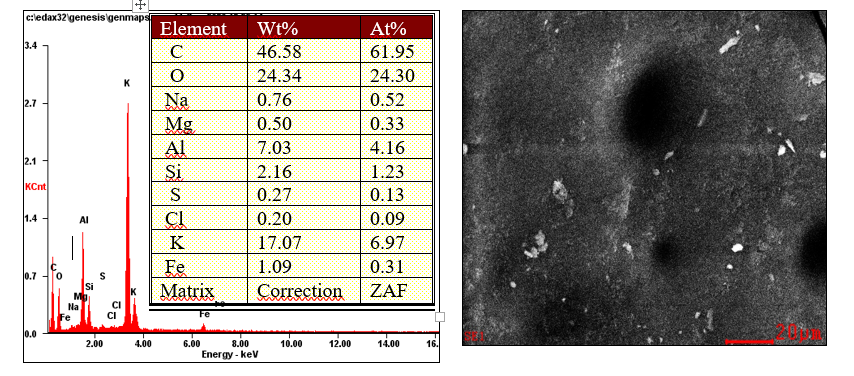 c:\edax32\genesis\genmaps
Element Wt% At%
C 46.58 61.95
O 24.34 24.30
Na 0.76 0.52
Mg 0.50 0.33
Al 7.03 4.16
Si 2.16 1.23
S 0.27 0.13
Cl 0.20 0.09
K 17.07 6.97
Fe 1.09 0.31
Matrix Correction ZAF
3.4
2.7
2.1
KCnt
1.4
0.7
0.0
K
Al
C
O
Fe
Na
Mg
Si
S
Cl
Cl
K
Fe
2.00 4.00 6.00 8.00 10.00 12.00 14.00 16.
Energy - keV
20µm